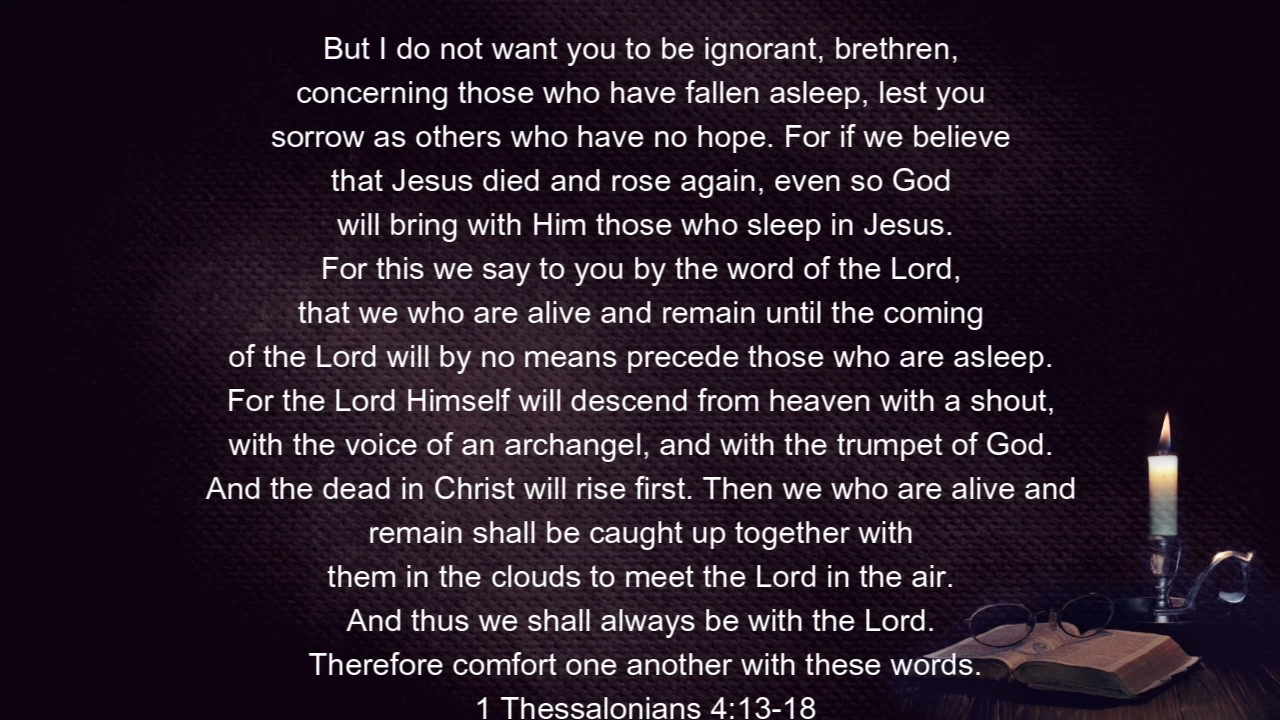 But I do not want you to be ignorant, brethren,
concerning those who have fallen asleep, lest you
sorrow as others who have no hope. For if we believe
that Jesus died and rose again, even so God
will bring with Him those who sleep in Jesus.
For this we say to you by the word of the Lord,
that we who are alive and remain until the coming
of the Lord will by no means precede those who are asleep.
For the Lord Himself will descend from heaven with a shout,
with the voice of an archangel, and with the trumpet of God.
And the dead in Christ will rise first. Then we who are alive and
remain shall be caught up together with
them in the clouds to meet the Lord in the air.
And thus we shall always be with the Lord.
Therefore comfort one another with these words.
1 Thessalonians 4:13-18